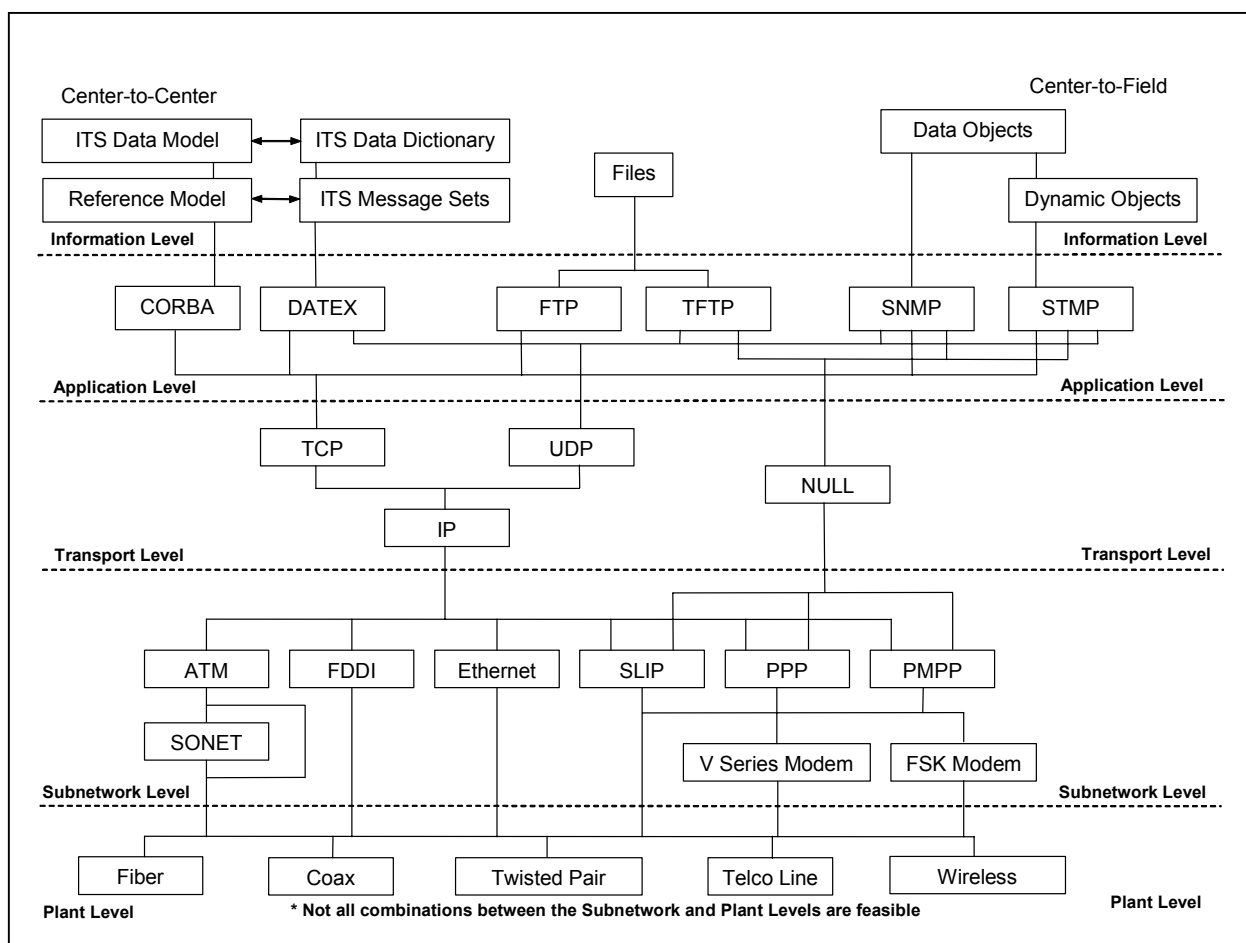 Center-to-Center
Center-to-Field
ITS Data Model
ITS Data Dictionary
Data Objects
Files
Reference Model
ITS Message Sets
Dynamic Objects
Information Level
Information Level
CORBA
DATEX
FTP
TFTP
SNMP
STMP
Application Level
Application Level
TCP
UDP
NULL
IP
Transport Level
Transport Level
ATM
FDDI
Ethernet
SLIP
PPP
PMPP
SONET
V Series Modem
FSK Modem
Subnetwork Level
Subnetwork Level
Fiber
Coax
Twisted Pair
Telco Line
Wireless
Plant Level
* Not all combinations between the Subnetwork and Plant Levels are feasible
Plant Level